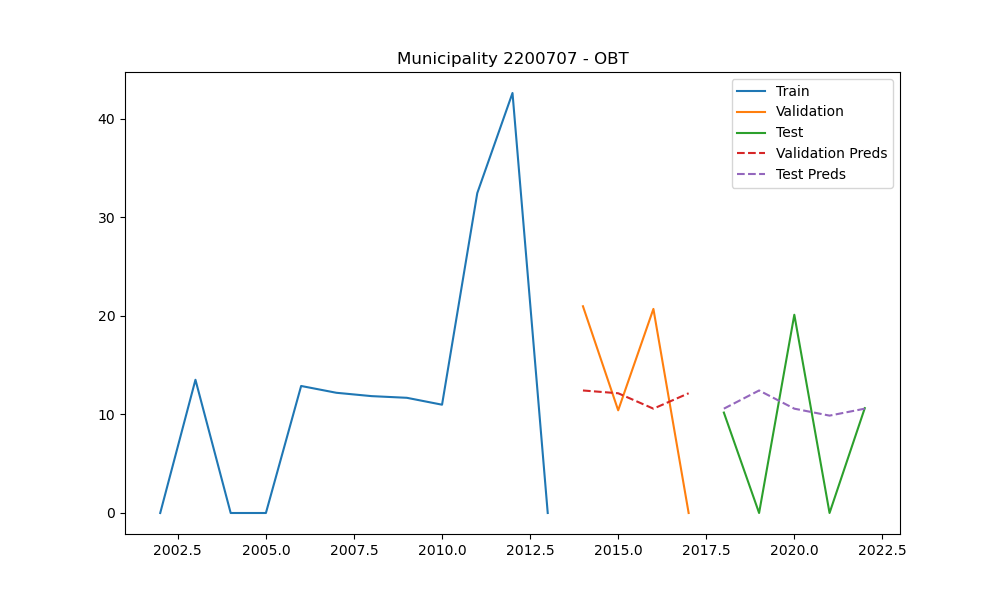 Municipality 2200707 - OBT
Train
Validation
Test
Validation Preds
Test Preds
40
30
20
10
0
2002.5 2005.0 2007.5 2010.0 2012.5 2015.0 2017.5 2020.0 2022.5